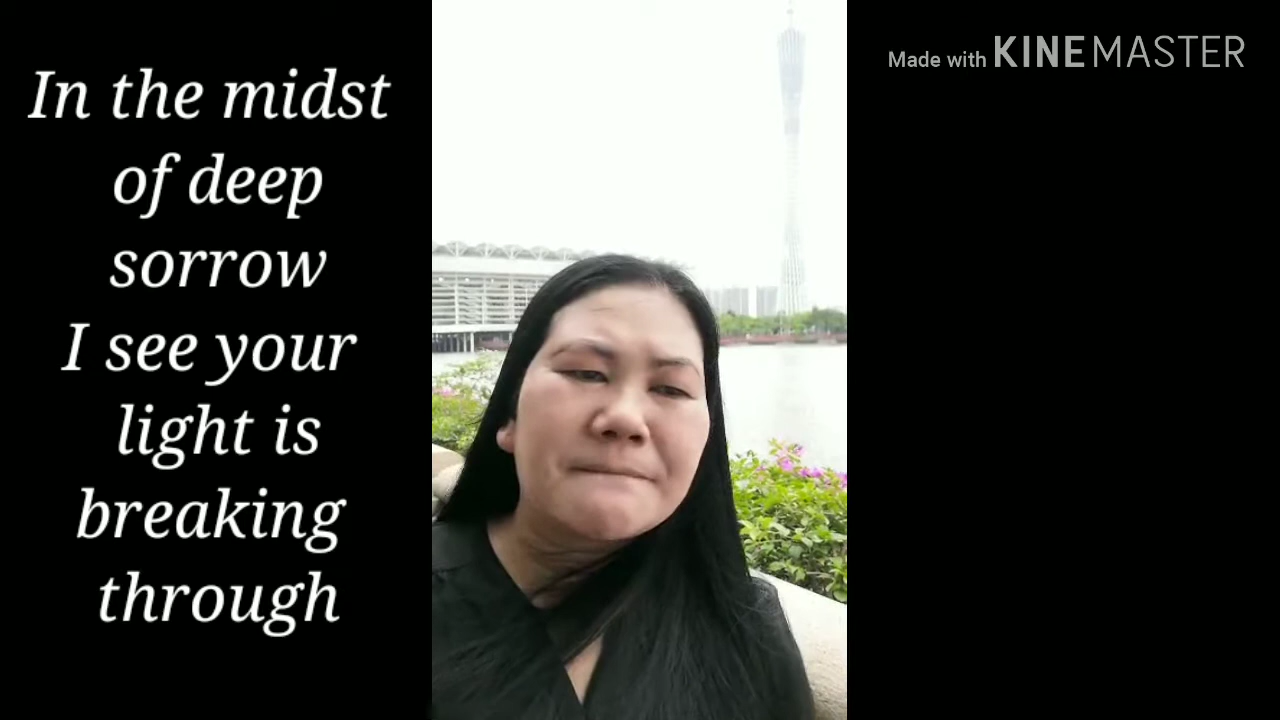 In the midst
of deep
sorrow
I see your
light is
breaking
through
Made with KINEMASTER